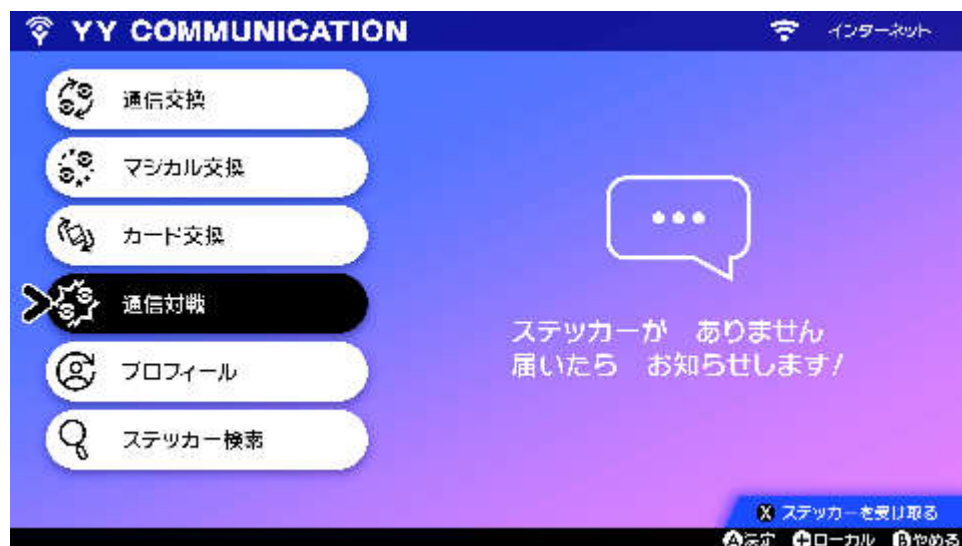 YY COMMUNICATION
インターネット
通信交換
マジカル交換
カード交換
通信対戦
プロフィール
ステッカー検索
ステッカーが ありません
届いたら お知らせします!
X ステッカーを受け取る
A決定 +ローカル Bやめる